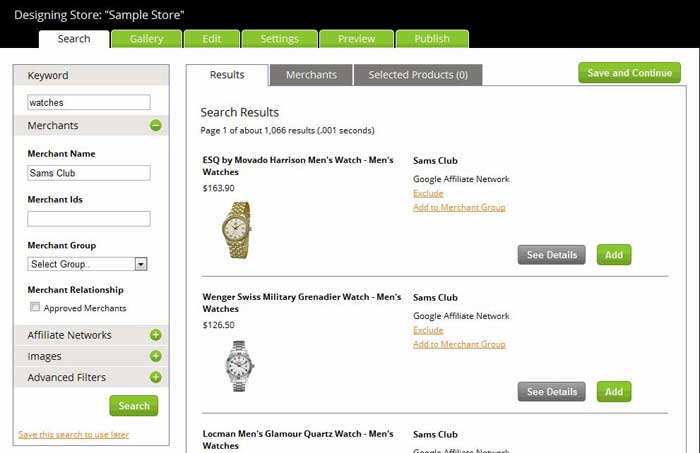 Designing Store: "Sample Store"
Search
Gallery
Edit
Settings
Preview
Publish
Keyword
watches
Merchants
Merchant Name
Sams Club
Merchant Ids
Merchant Group
Select Group..
Merchant Relationship
Approved Merchants
Affiliate Networks
Images
Advanced Filters
Search
Save this search to use later
Results
Merchants
Selected Products (0)
Save and Continue
Search Results
Page 1 of about 1,066 results (.001 seconds)
ESQ by Movado Harrison Men's Watch - Men's
Watches
$163.90
Sams Club
Google Affiliate Network
Exclude
Add to Merchant Group
See Details
Add
Wenger Swiss Military Grenadier Watch - Men's
Watches
$126.50
Sams Club
Google Affiliate Network
Exclude
Add to Merchant Group
See Details
Add
Locman Men's Glamour Quartz Watch - Men's
Watches
Sams Club
Google Affiliate Network